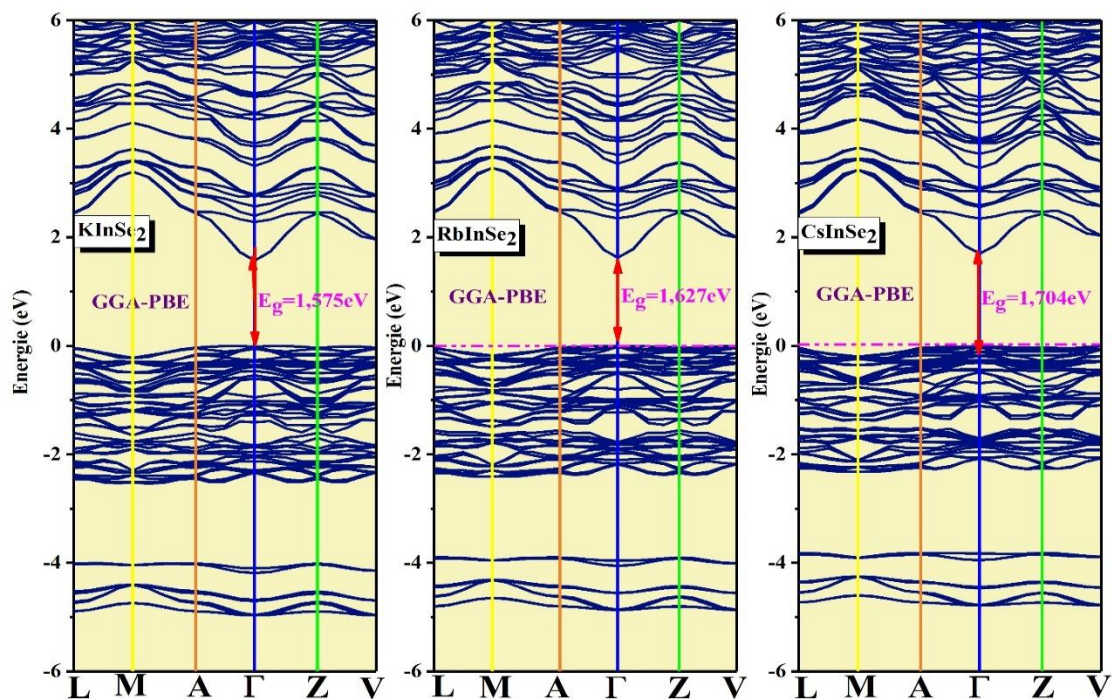 6
4
2
0
-2
-4
-6
Energie (eV)
KInSe2
GGA-PBE
Eg=1,575eV
L M A Γ Z V
6
4
2
0
-2
-4
-6
Energie (eV)
RbInSe2
GGA-PBE
Eg=1,627eV
L M A Γ Z V
6
4
2
0
-2
-4
-6
Energie (eV)
CsInSe2
GGA-PBE
Eg=1,704eV
L M A Γ Z V